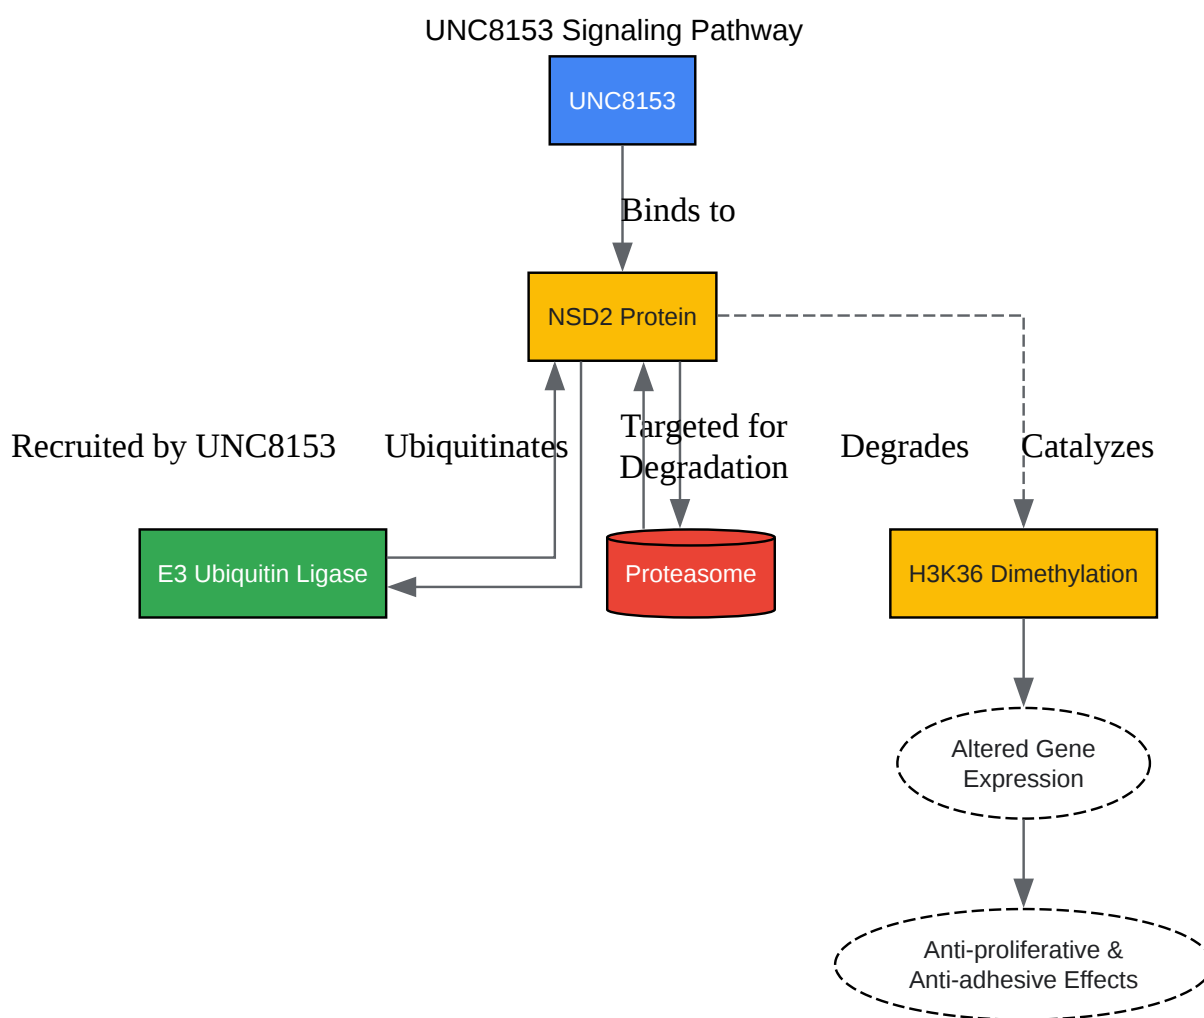 UNC8153 Signaling Pathway
UNC8153
Binds to
NSD2 Protein
Recruited by UNC8153
Ubiquitinates
Targeted for
Degradation
Degrades
Catalyzes
E3 Ubiquitin Ligase
Proteasome
H3K36 Dimethylation
Altered Gene
Expression
Anti-proliferative &
Anti-adhesive Effects